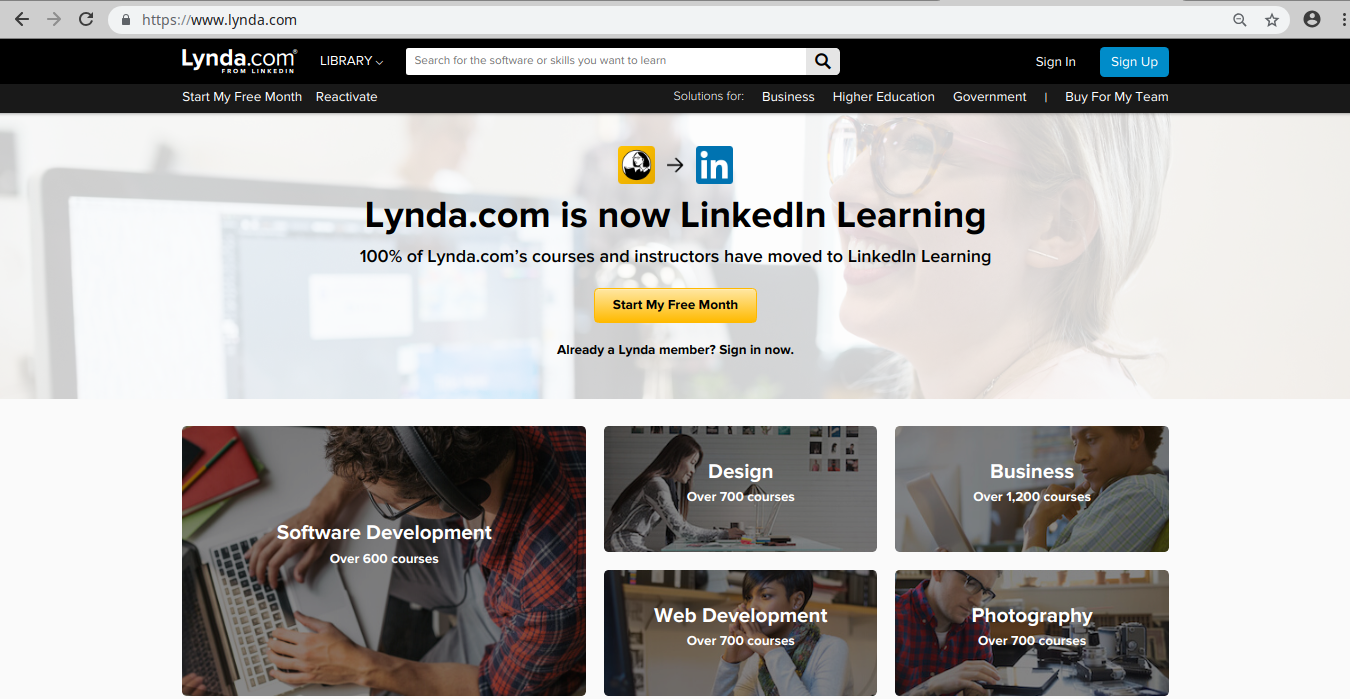 https://www.lynda.com
Lynda.com®
FROM LINKEDIN
LIBRARY
Search for the software or skills you want to learn
Sign In
Sign Up
Start My Free Month
Reactivate
Solutions for:
Business
Higher Education
Government
|
Buy For My Team
in
Lynda.com is now LinkedIn Learning
100% of Lynda.com’s courses and instructors have moved to LinkedIn Learning
Start My Free Month
Already a Lynda member? Sign in now.
Software Development
Over 600 courses
Design
Over 700 courses
Business
Over 1,200 courses
Web Development
Over 700 courses
Photography
Over 700 courses